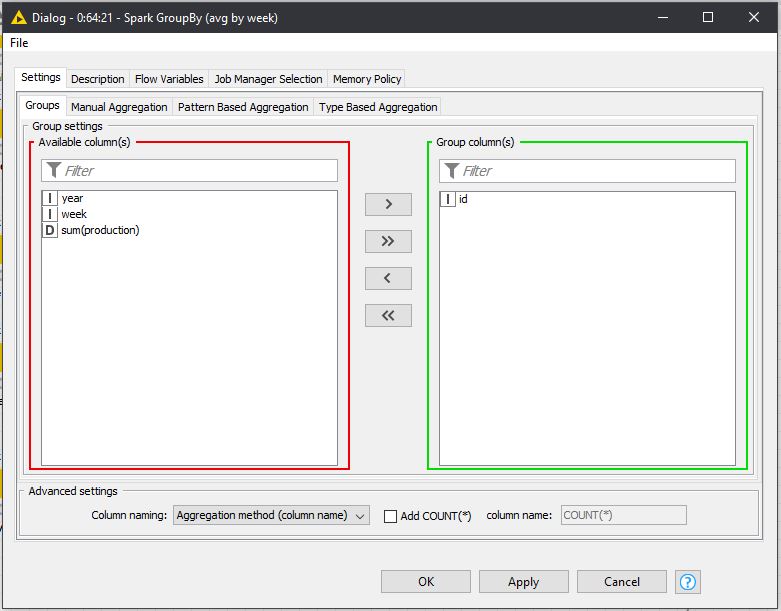 Dialog - 0:64:21 - Spark GroupBy (avg by week)
File
Settings Description Flow Variables Job Manager Selection Memory Policy
Groups Manual Aggregation Pattern Based Aggregation Type Based Aggregation
Group settings
Available column(s) Group column(s)
Filter Filter
I year I id
I week
D sum(production)
>
>>
<
<<
Advanced settings
Column naming: Aggregation method (column name) Add COUNT(*) column name: COUNT(*)
OK Apply Cancel ?